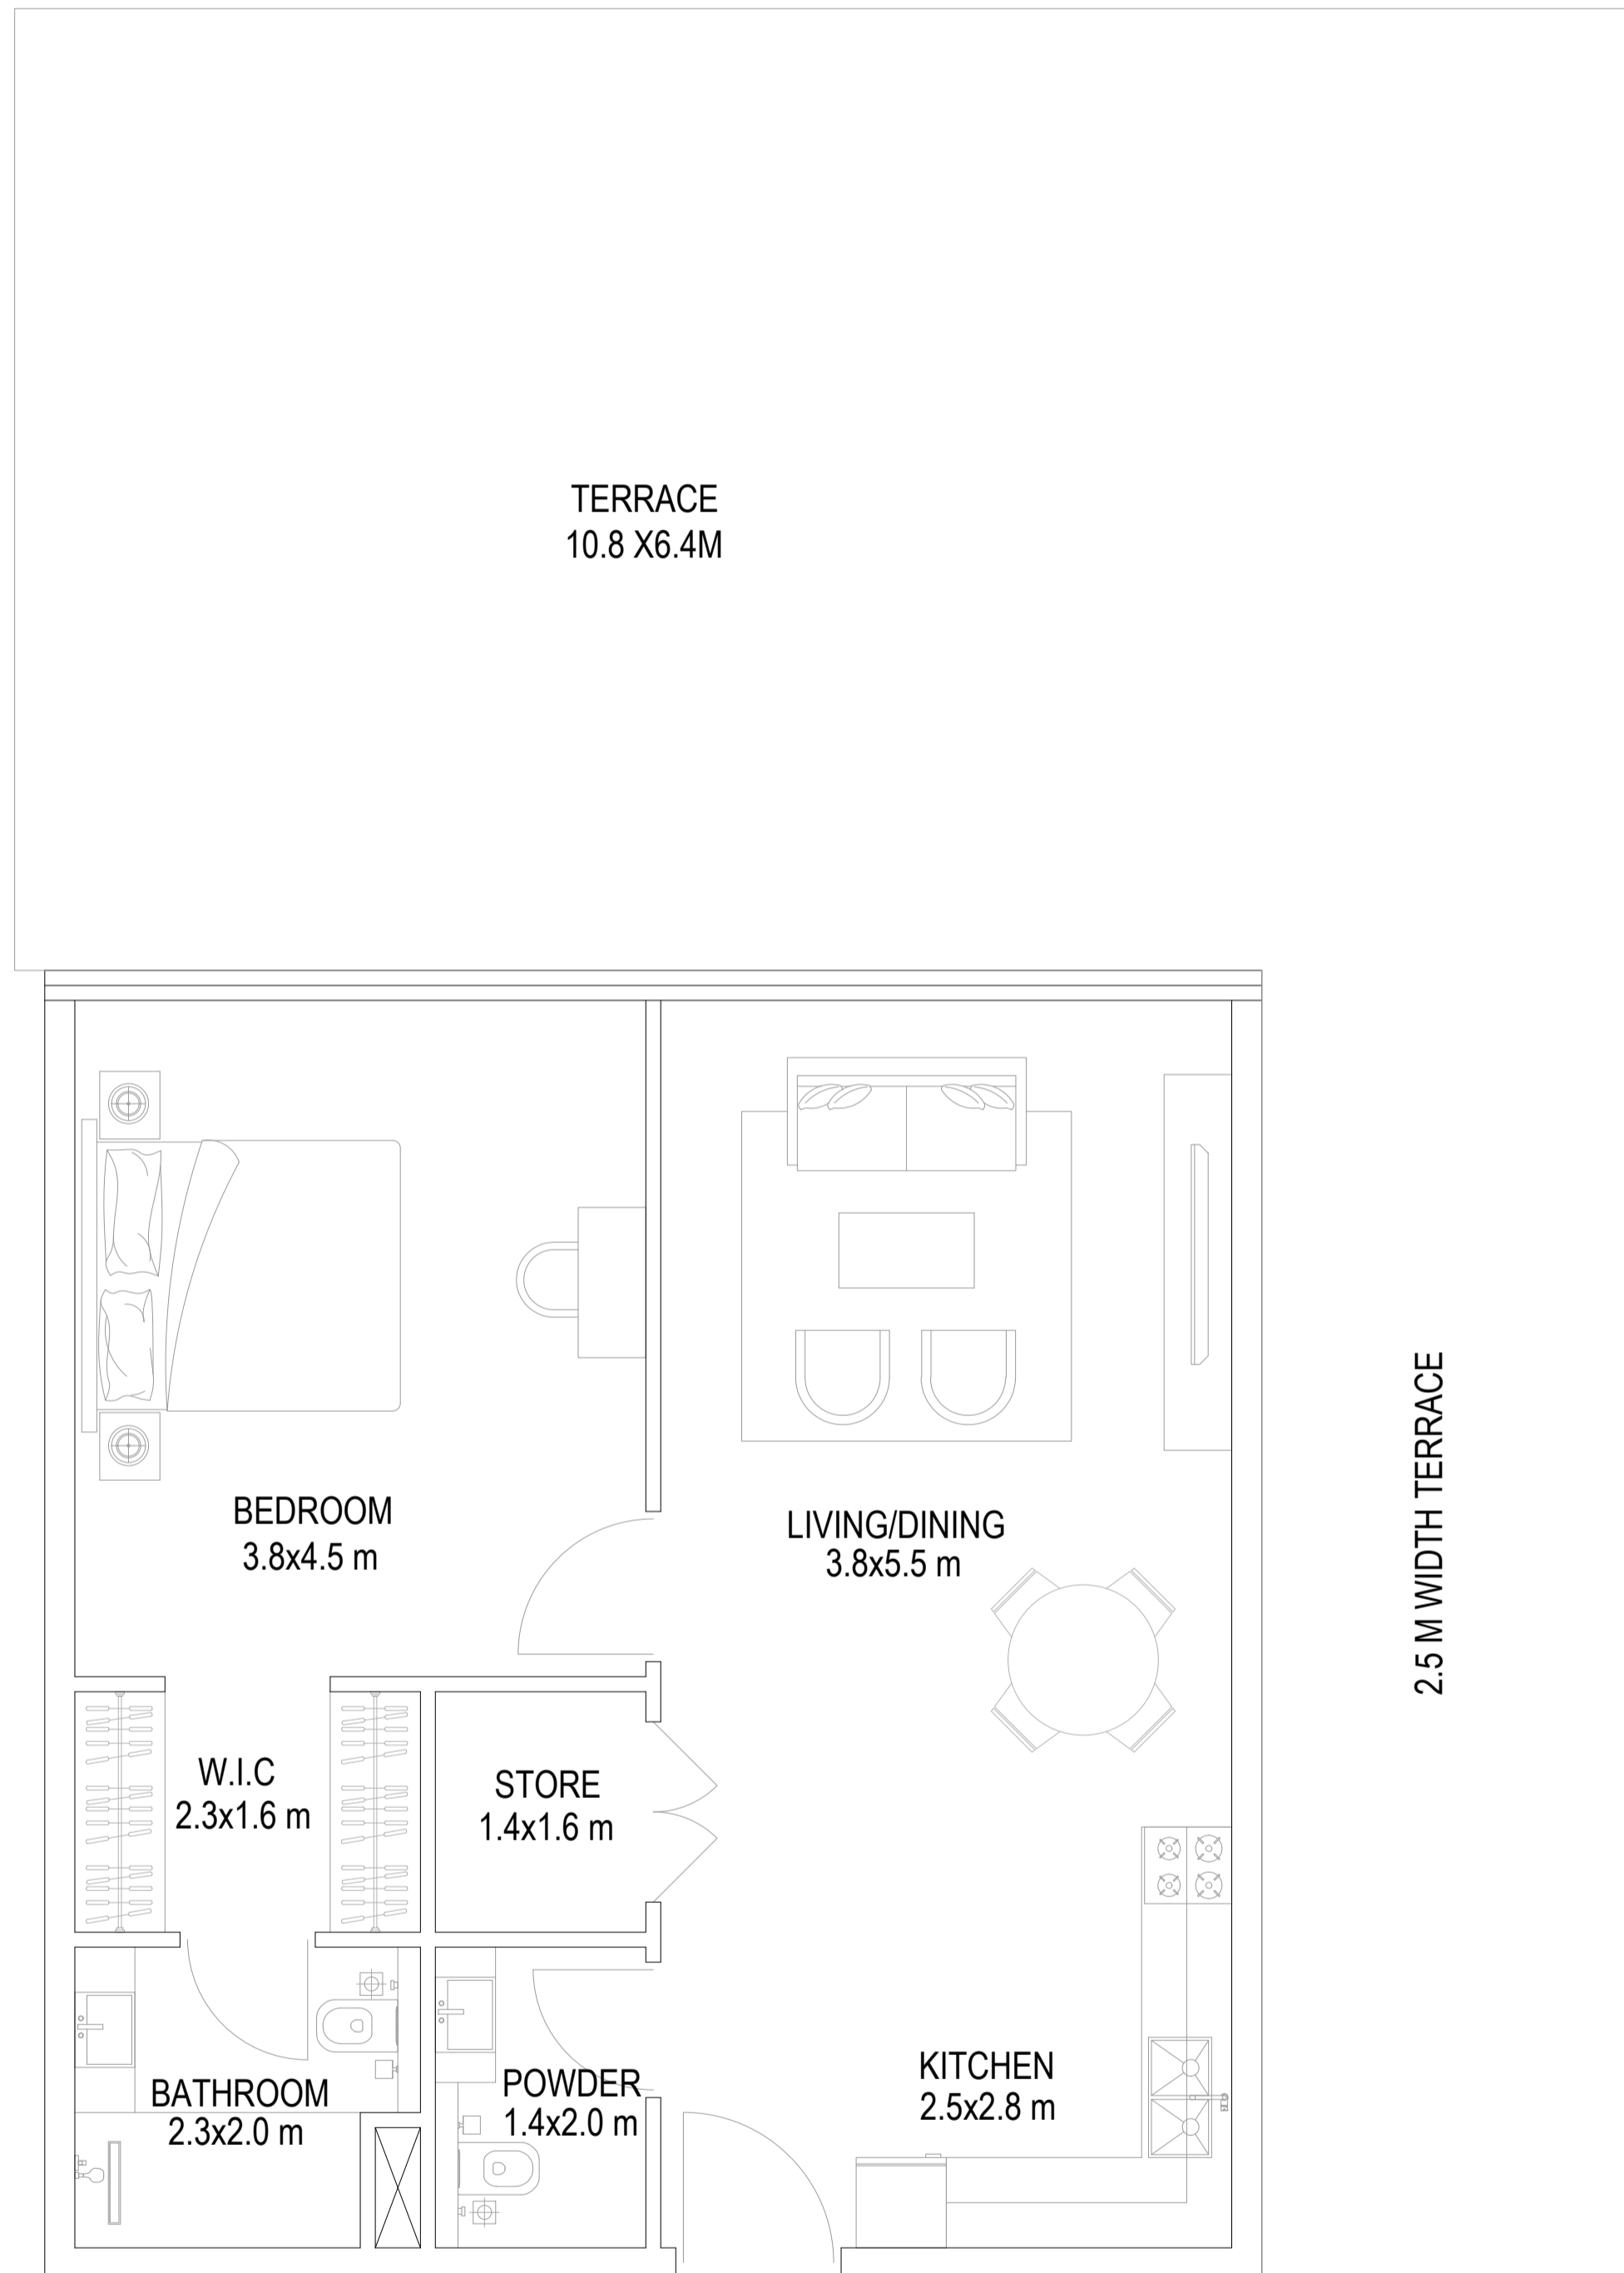 TERRACE
10.8 X6.4M
BEDROOM
3.8x4.5 m
LIVING/DINING
3.8x5.5 m
2.5 M WIDTH TERRACE
W.I.C
2.3x1.6 m
STORE
1.4x1.6 m
BATHROOM
2.3x2.0 m
POWDER
1.4x2.0 m
KITCHEN
2.5x2.8 m